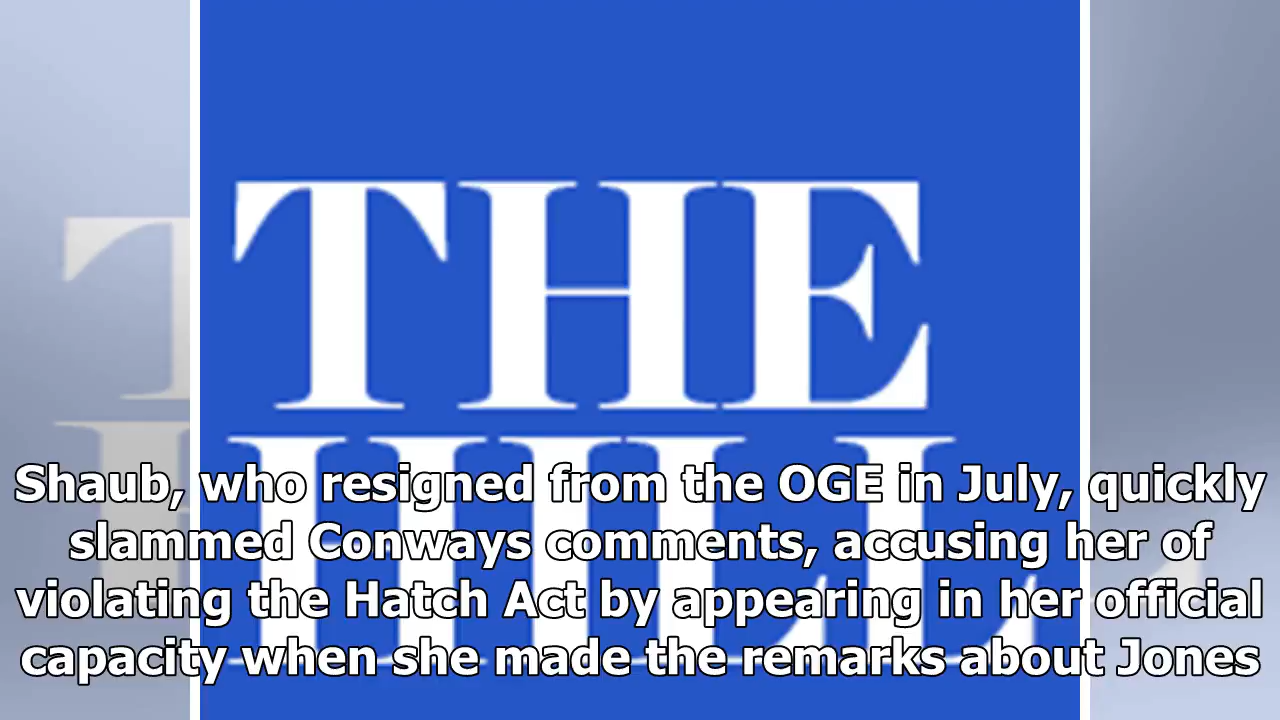 THE
HILL
Shaub, who resigned from the OGE in July, quickly
slammed Conways comments, accusing her of
violating the Hatch Act by appearing in her official
capacity when she made the remarks about Jones